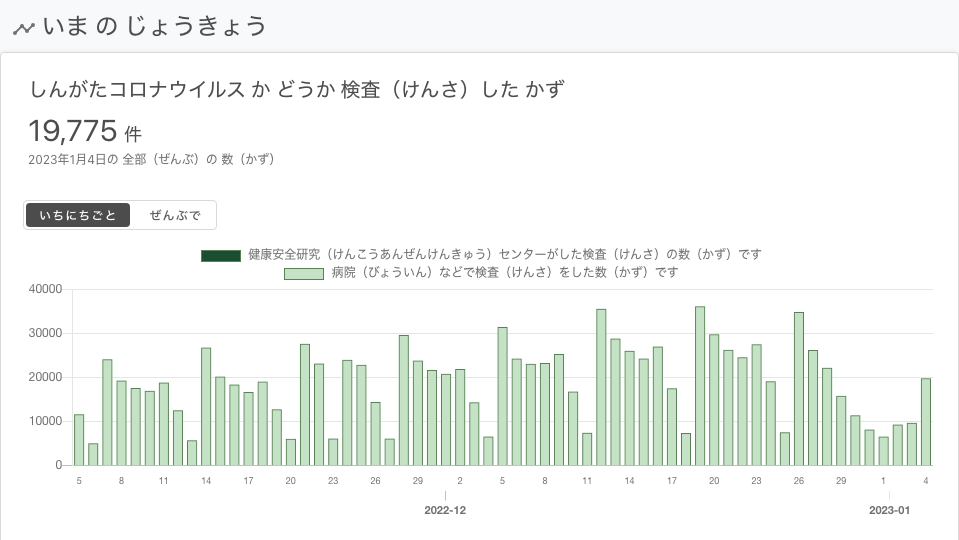 いま の じょうきょう
しんがたコロナウイルス か どうか 検査（けんさ）した かず
19,775 件
2023年1月4日の 全部（ぜんぶ）の 数（かず）
いちにちごと ぜんぶで
健康安全研究（けんこうあんぜんけんきゅう）センターがした検査（けんさ）の数（かず）です
病院（びょういん）などで検査（けんさ）をした数（かず）です
40000
30000
20000
10000
0
5 8 11 14 17 20 23 26 29 2 5 8 11 14 17 20 23 26 29 1 4
2022-12 2023-01